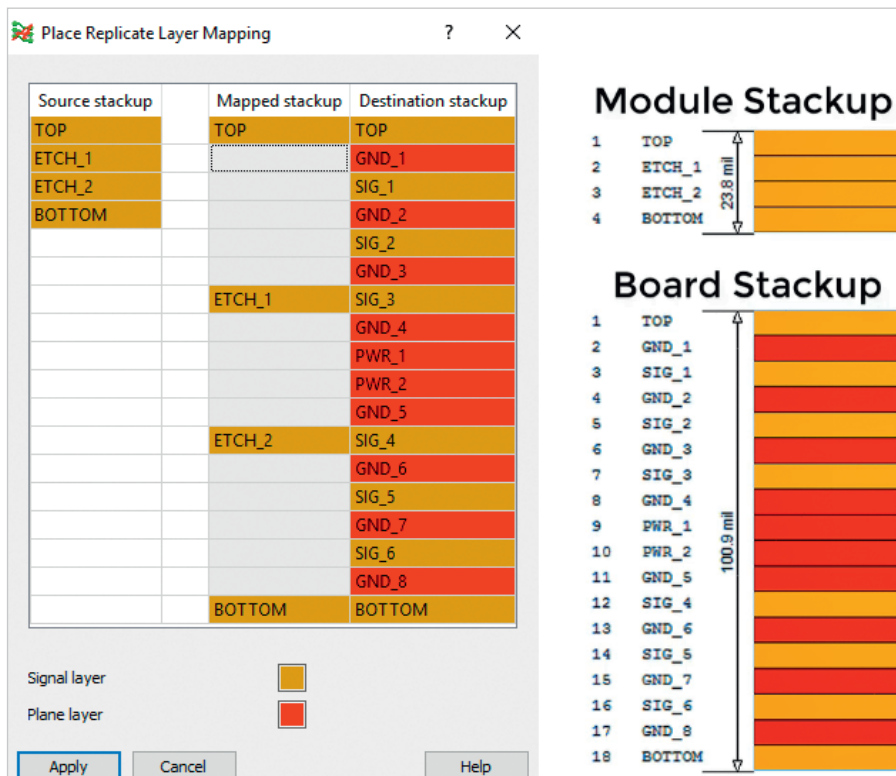 Place Replicate Layer Mapping ? ×
Source stackup Mapped stackup Destination stackup
TOP TOP TOP
ETCH_1 GND_1
ETCH_2 SIG_1
BOTTOM GND_2
SIG_2
GND_3
ETCH_1 SIG_3
GND_4
PWR_1
PWR_2
GND_5
ETCH_2 SIG_4
GND_6
SIG_5
GND_7
SIG_6
GND_8
BOTTOM BOTTOM
Signal layer
Plane layer
Apply Cancel Help
Module Stackup
1 TOP
2 ETCH_1
3 ETCH_2
4 BOTTOM
23.8 mil
Board Stackup
1 TOP
2 GND_1
3 SIG_1
4 GND_2
5 SIG_2
6 GND_3
7 SIG_3
8 GND_4
9 PWR_1
10 PWR_2
11 GND_5
12 SIG_4
13 GND_6
14 SIG_5
15 GND_7
16 SIG_6
17 GND_8
18 BOTTOM
100.9 mil